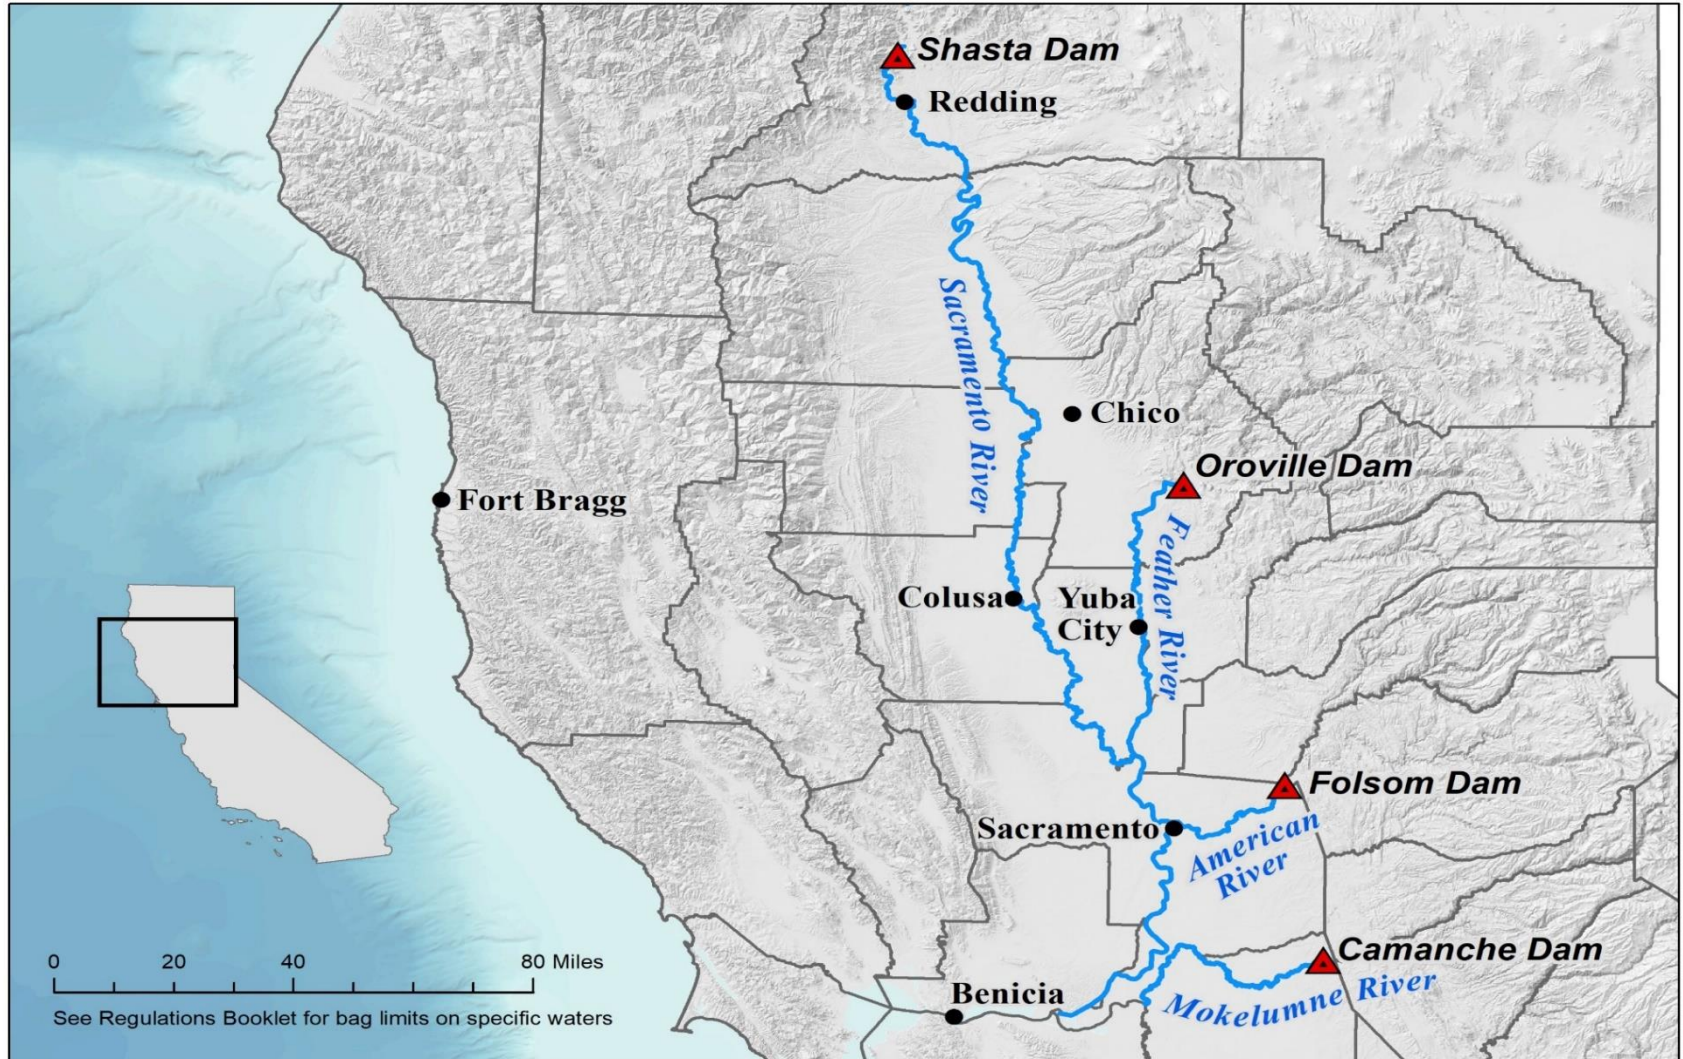 Shasta Dam
Redding
Sacramento River
Chico
Oroville Dam
Fort Bragg
Feather River
Colusa
Yuba
City
Folsom Dam
Sacramento
American
River
Camanche Dam
0 20 40 80 Miles
Benicia
Mokelumne River
See Regulations Booklet for bag limits on specific waters